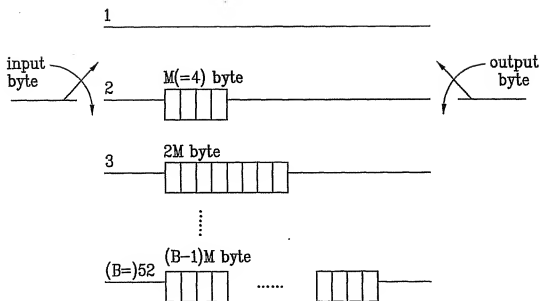 1
input
byte
output
byte
M(=4) byte
2
2M byte
3
(B-1)M byte
(B=)52